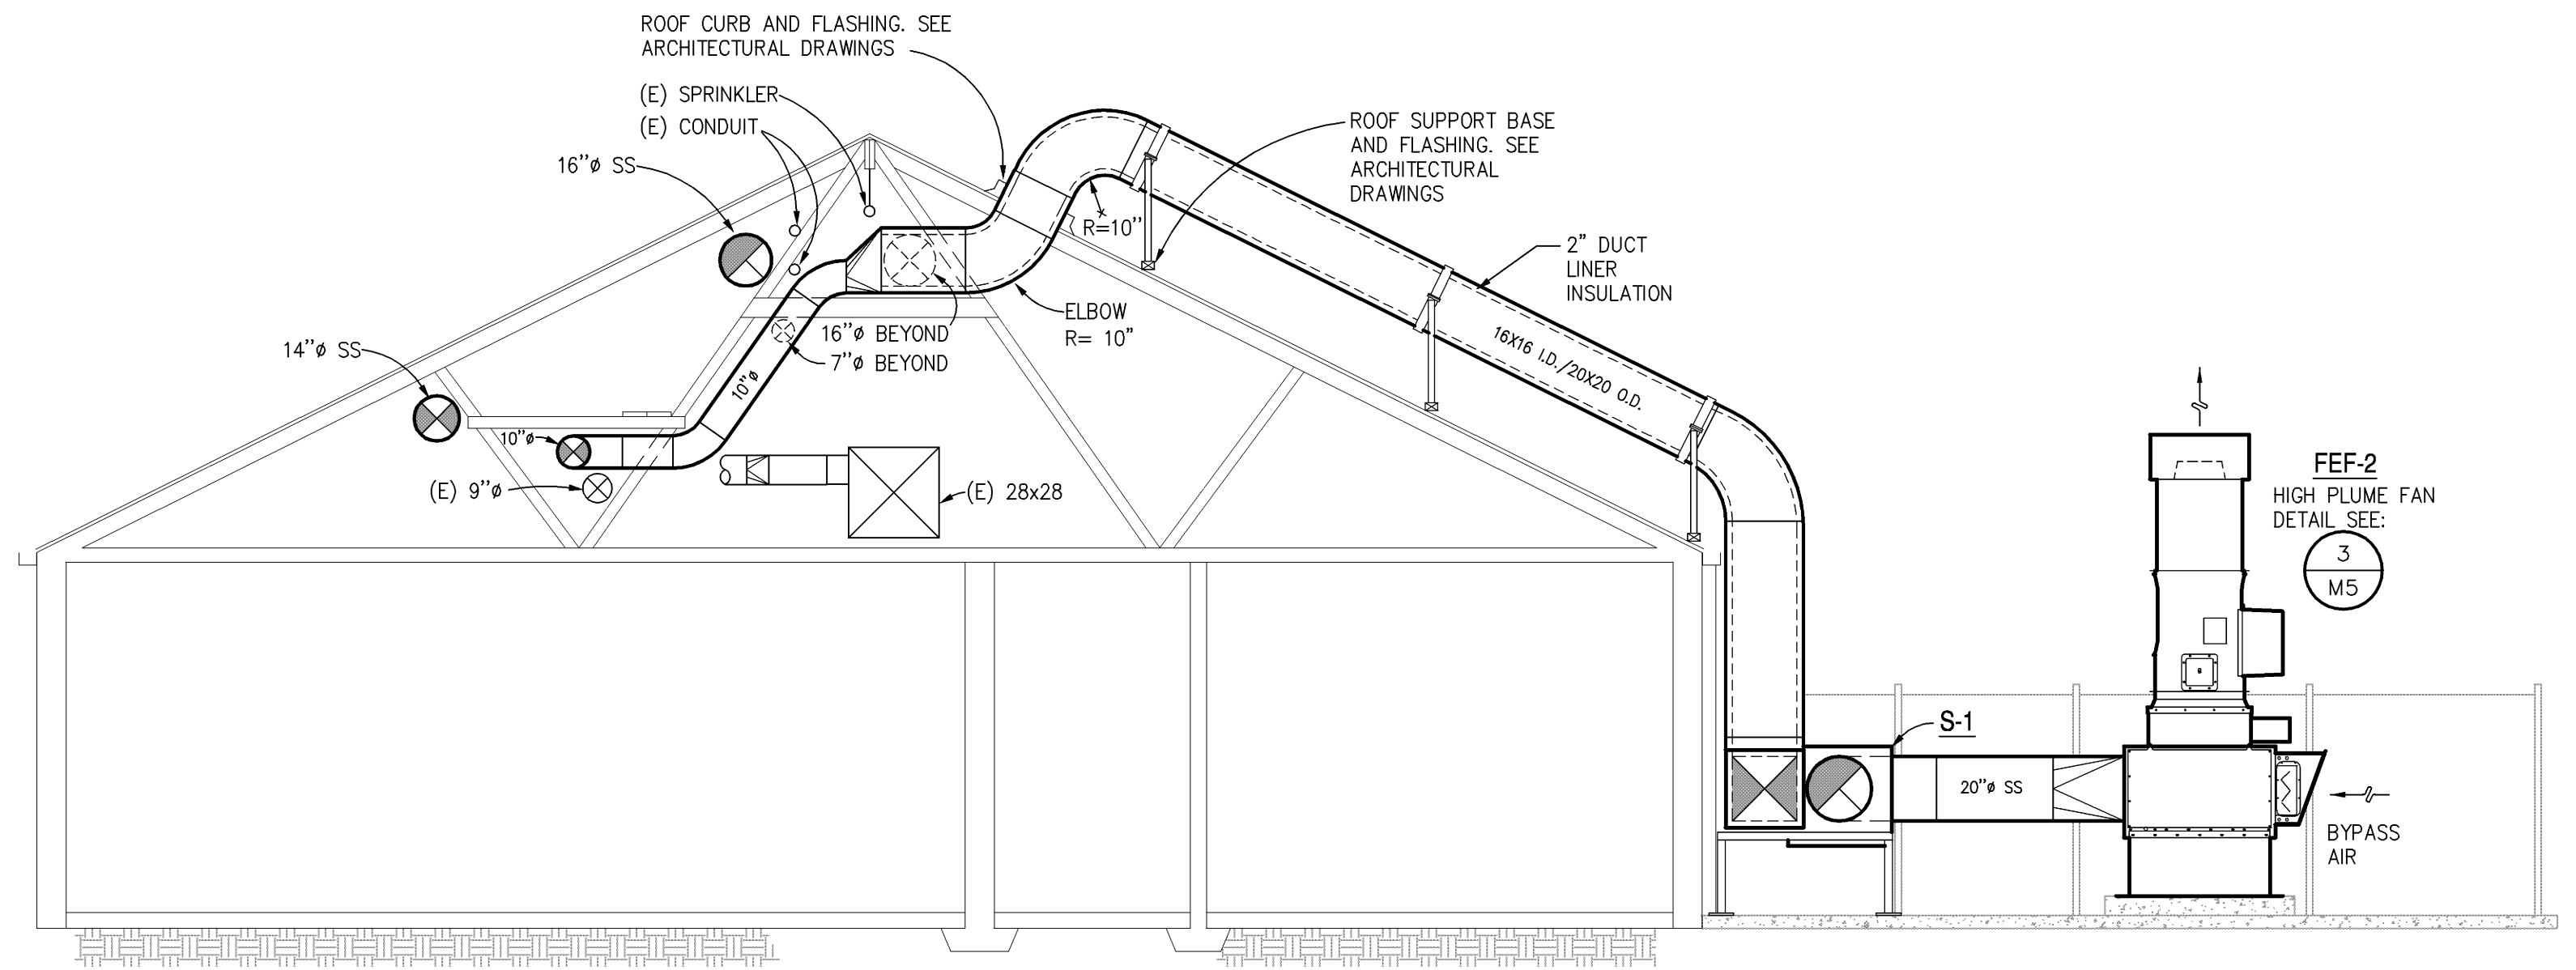 ROOF CURB AND FLASHING. SEE
ARCHITECTURAL DRAWINGS
(E) SPRINKLER
(E) CONDUIT
16"ø SS
ROOF SUPPORT BASE
AND FLASHING. SEE
ARCHITECTURAL
DRAWINGS
R=10"
2" DUCT
LINER
INSULATION
ELBOW
R= 10"
16"ø BEYOND
7"ø BEYOND
14"ø SS
10"ø
16X16 I.D./20X20 O.D.
10"ø
(E) 9"ø
(E) 28x28
FEF-2
HIGH PLUME FAN
DETAIL SEE:
3
M5
S-1
20"ø SS
BYPASS
AIR